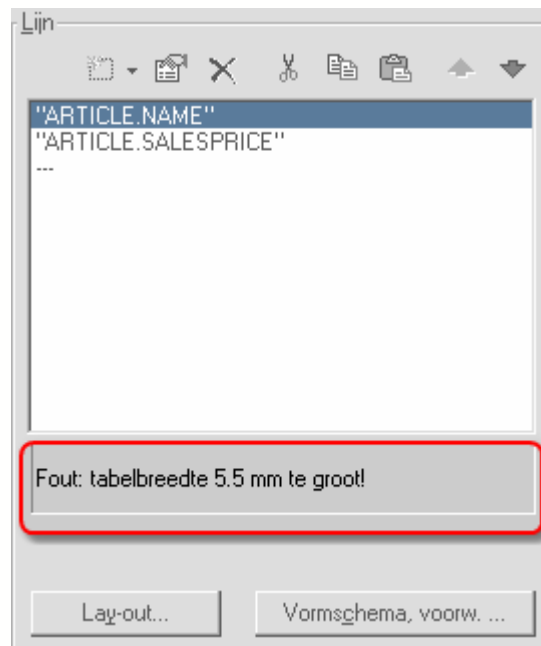 Lijn
"ARTICLE.NAME"
"ARTICLE.SALESPRICE"
---
Fout: tabelbreedte 5.5 mm te groot!
Lay-out...
Vormschema, voorw. ...